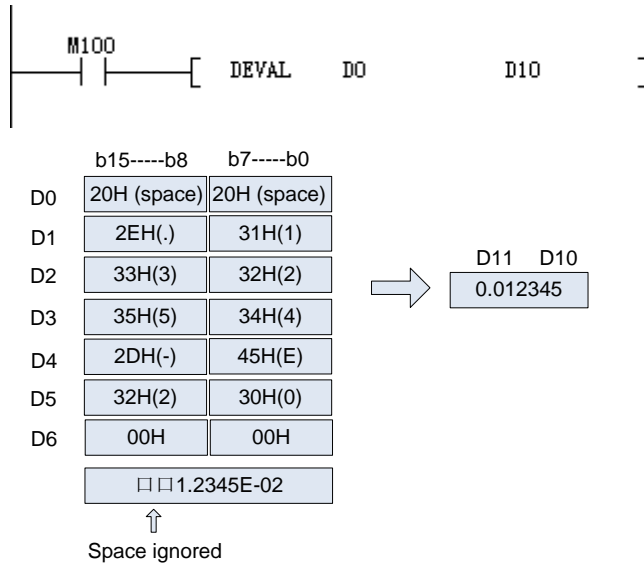 M100
DEVAL D0 D10
b15-----b8 b7-----b0
D0 20H (space) 20H (space)
D1 2EH(.) 31H(1)
D2 33H(3) 32H(2)
D3 35H(5) 34H(4)
D4 2DH(-) 45H(E)
D5 32H(2) 30H(0)
D6 00H 00H
口口1.2345E-02
Space ignored
D11 D10
0.012345